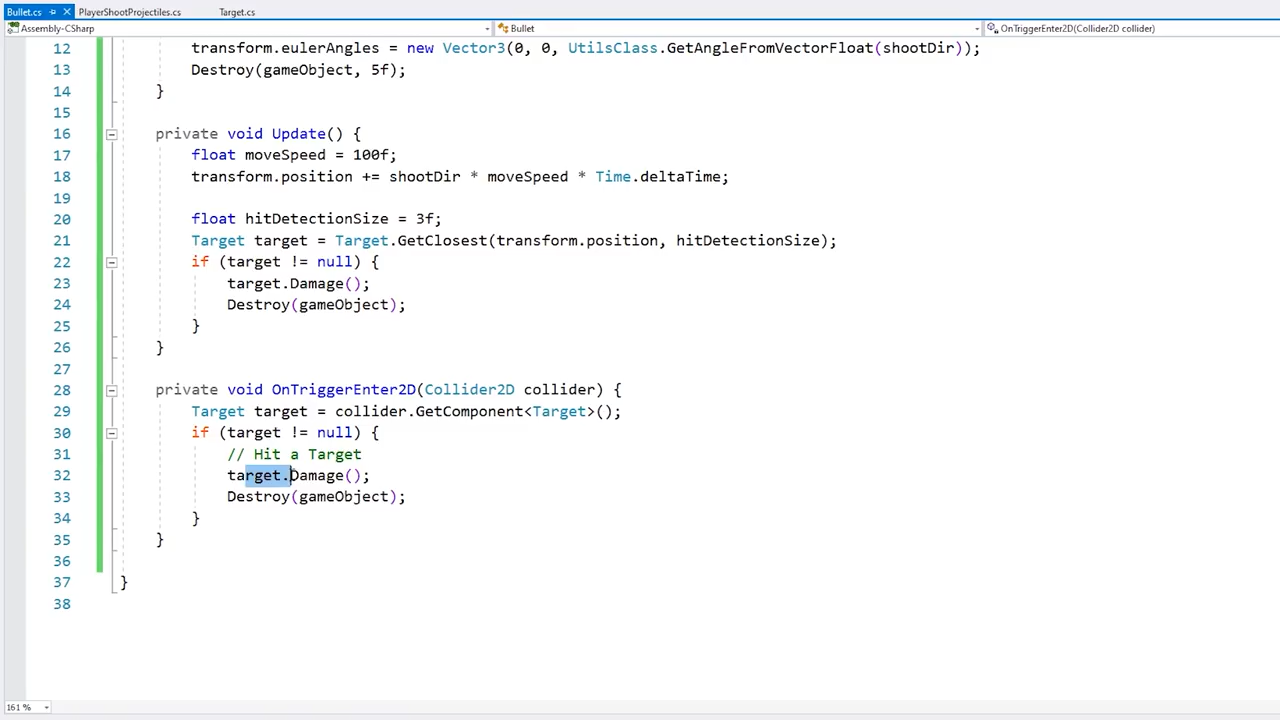 Bullet.cs PlayerShootProjectiles.cs Target.cs
Assembly-CSharp Bullet OnTriggerEnter2D(Collider2D collider)
12 transform.eulerAngles = new Vector3(0, 0, UtilsClass.GetAngleFromVectorFloat(shootDir));
13 Destroy(gameObject, 5f);
14 }
15
16 private void Update() {
17 float moveSpeed = 100f;
18 transform.position += shootDir * moveSpeed * Time.deltaTime;
19
20 float hitDetectionSize = 3f;
21 Target target = Target.GetClosest(transform.position, hitDetectionSize);
22 if (target != null) {
23 target.Damage();
24 Destroy(gameObject);
25 }
26 }
27
28 private void OnTriggerEnter2D(Collider2D collider) {
29 Target target = collider.GetComponent<Target>();
30 if (target != null) {
31 // Hit a Target
32 target.Damage();
33 Destroy(gameObject);
34 }
35 }
36
37 }
38
161 %